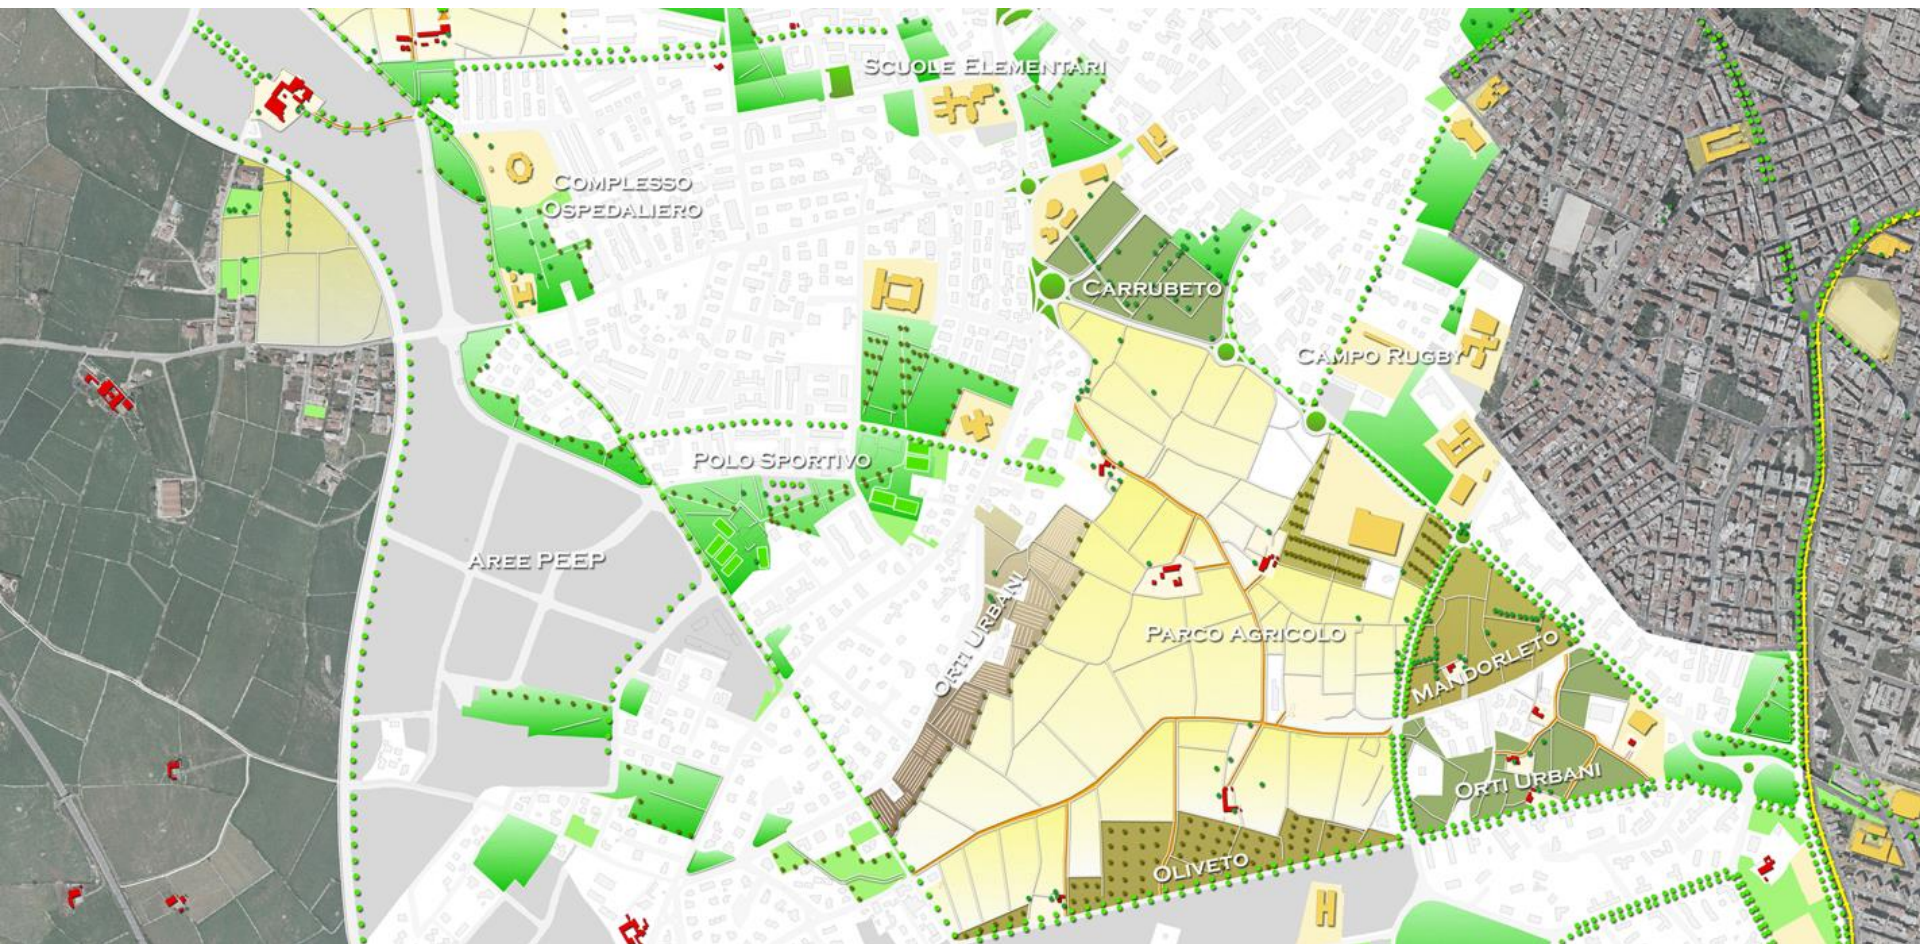 Scuole Elementari
Complesso
Ospedaliero
Carrubeto
Campo Rugby
Polo Sportivo
Aree PEEP
Orti Urbani
Parco Agricolo
Mandorleto
Orti Urbani
Oliveto